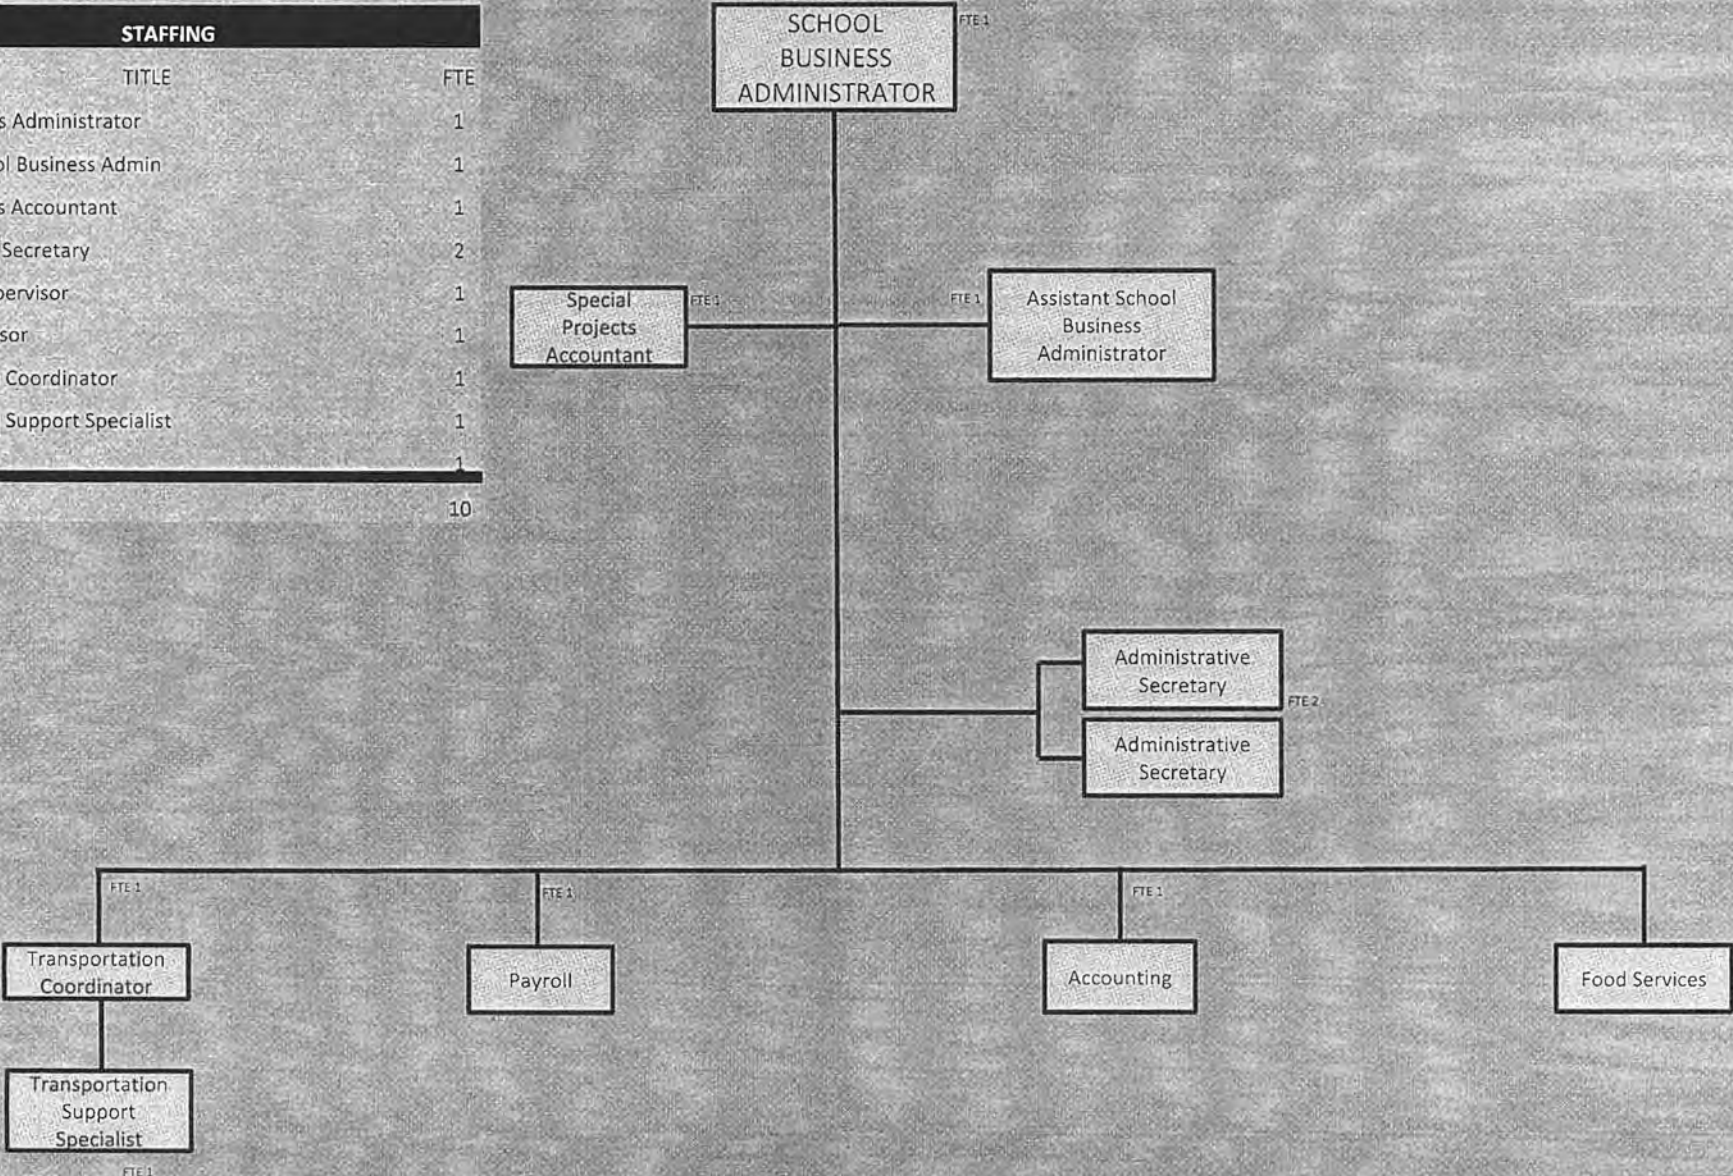 STAFFING
TITLE FTE
s Administrator 1
ol Business Admin 1
s Accountant 1
Secretary 2
pervisor 1
sor 1
Coordinator 1
Support Specialist 1
1
10
SCHOOL
BUSINESS
ADMINISTRATOR
FTE 1
Special
Projects
Accountant
FTE 1
FTE 1
Assistant School
Business
Administrator
Administrative
Secretary
FTE 2
Administrative
Secretary
FTE 1
FTE 1
FTE 1
Transportation
Coordinator
Payroll
Accounting
Food Services
Transportation
Support
Specialist
FTE 1